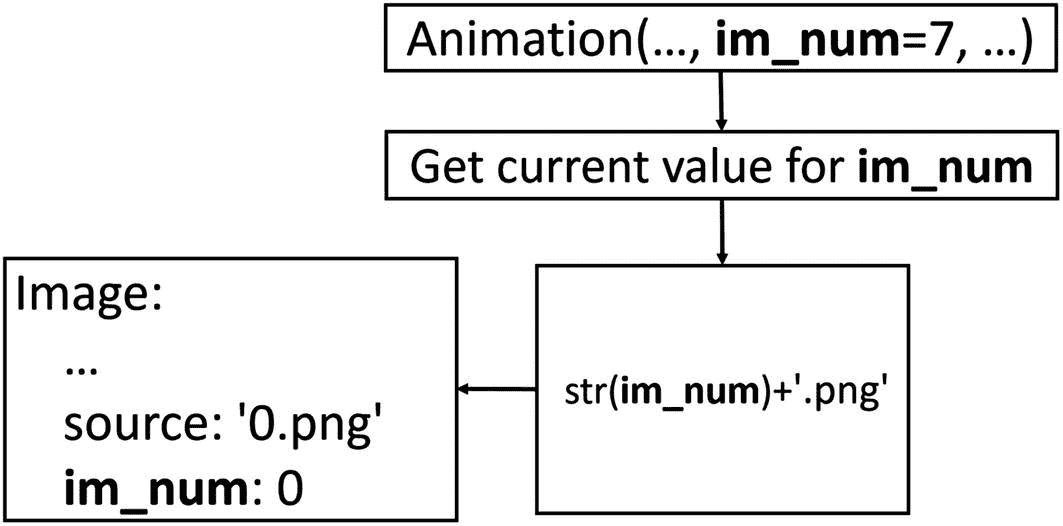 Animation(..., im_num=7, ...)
Get current value for im_num
str(im_num)+'.png'
Image:
...
source: '0.png'
im_num: 0